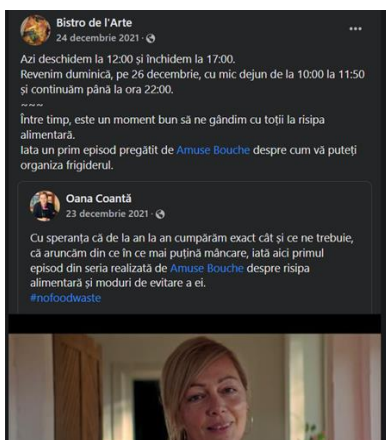 Bistro de l'Arte
24 decembrie 2021 ·
Azi deschidem la 12:00 și închidem la 17:00.
Revenim duminică, pe 26 decembrie, cu mic dejun de la 10:00 la 11:50
și continuăm până la ora 22:00.
~~~
Între timp, este un moment bun să ne gândim cu toții la risipa
alimentară.
Iata un prim episod pregătit de Amuse Bouche despre cum vă puteți
organiza frigiderul.
Oana Coantă
23 decembrie 2021 ·
Cu speranța că de la an la an cumpărăm exact cât și ce ne trebuie,
că aruncăm din ce în ce mai puțină mâncare, iată aici primul
episod din seria realizată de Amuse Bouche despre risipa
alimentară și moduri de evitare a ei.
#nofoodwaste